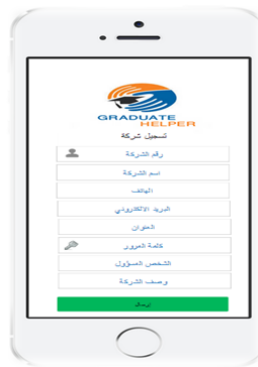 GRADUATE
HELPER
تسجيل شركة
رقم الشركة
اسم الشركة
الهاتف
البريد الالكتروني
العنوان
كلمة المرور
الشخص المسؤول
وصف الشركة
ارسال